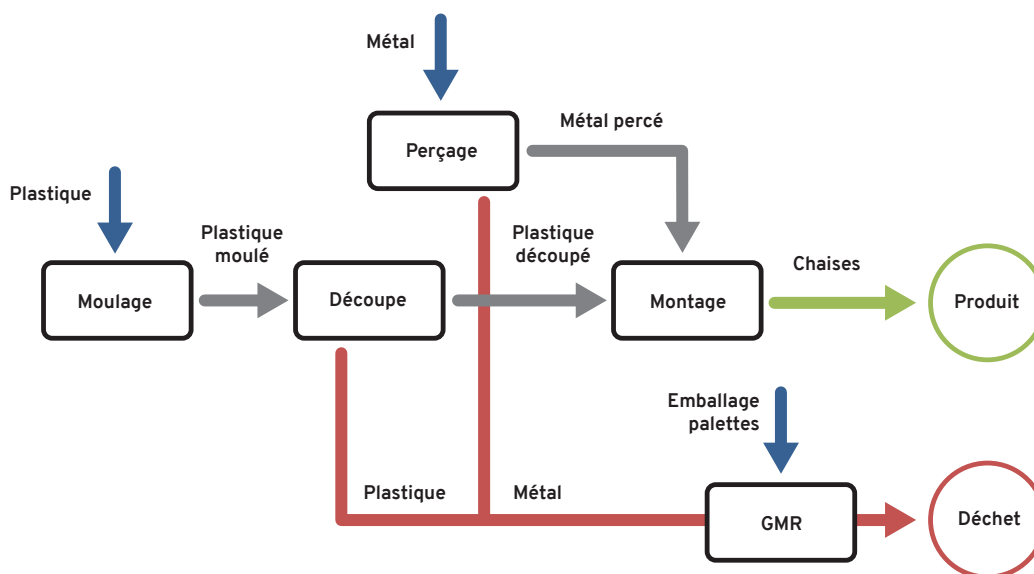 Métal
Métal percé
Perçage
Plastique
Plastique
moulé
Plastique
découpé
Chaises
Moulage
Découpe
Montage
Produit
Emballage
palettes
Plastique
Métal
GMR
Déchet